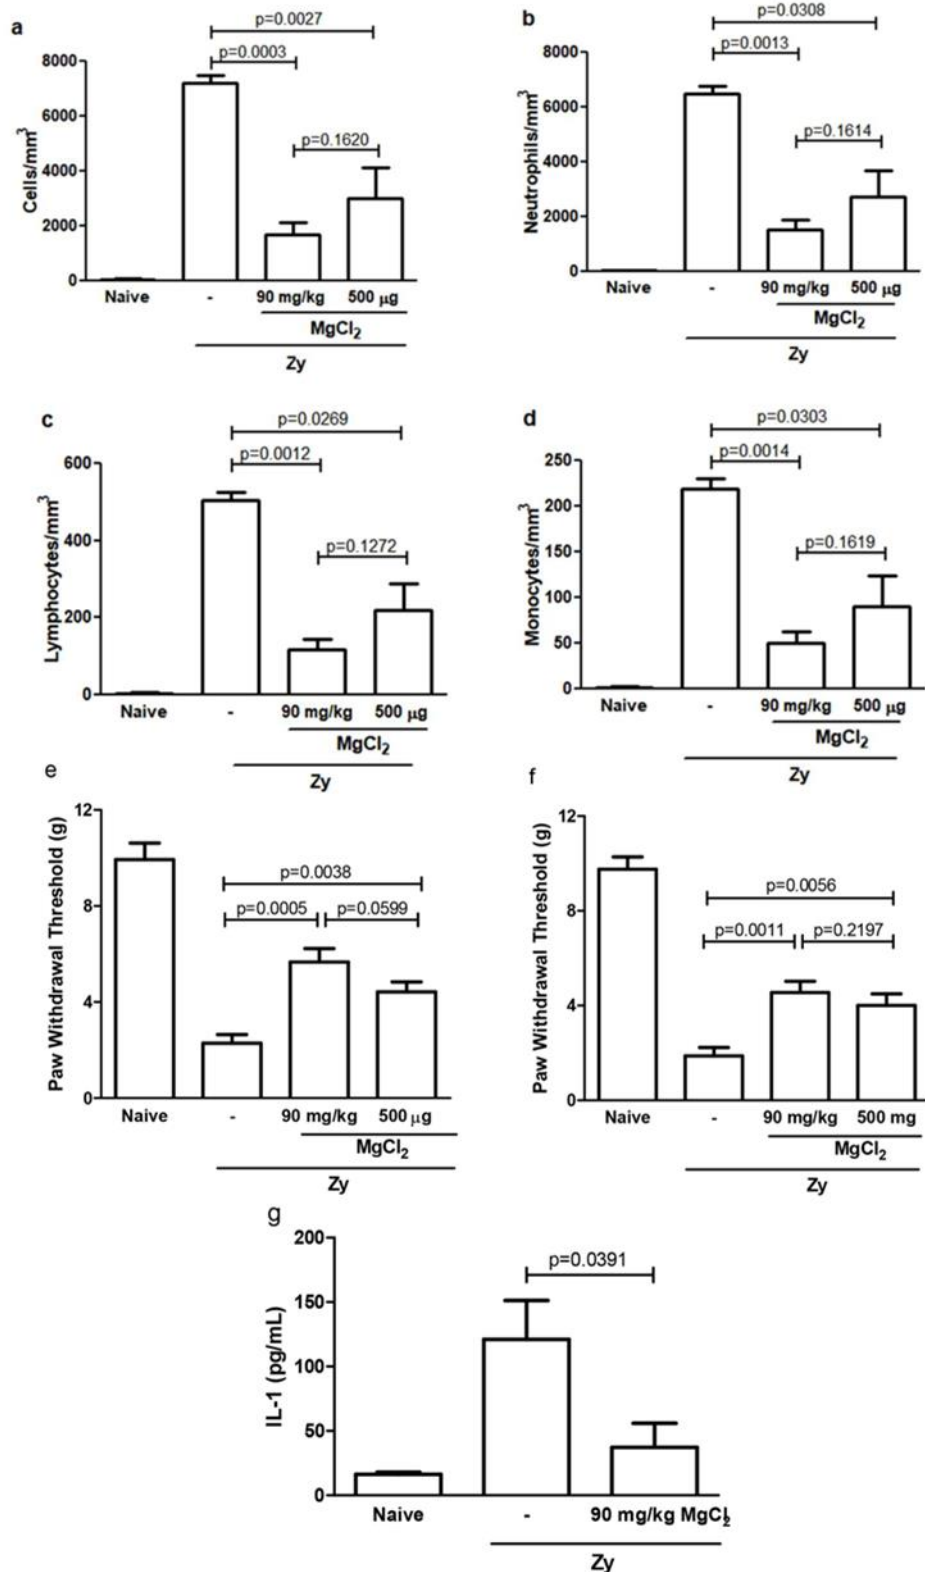 a
p=0.0027
p=0.0003
p=0.1620
Cells/mm³
8000
6000
4000
2000
0
Naive - 90 mg/kg 500 µg
MgCl₂
Zy
b
p=0.0308
p=0.0013
p=0.1614
Neutrophils/mm³
8000
6000
4000
2000
0
Naive - 90 mg/kg 500 µg
MgCl₂
Zy
c
p=0.0269
p=0.0012
p=0.1272
Lymphocytes/mm³
600
400
200
0
Naive - 90 mg/kg 500 µg
MgCl₂
Zy
d
p=0.0303
p=0.0014
p=0.1619
Monocytes/mm³
250
200
150
100
50
0
Naive - 90 mg/kg 500 µg
MgCl₂
Zy
e
p=0.0038
p=0.0005 p=0.0599
Paw Withdrawal Threshold (g)
12
8
4
0
Naive - 90 mg/kg 500 µg
MgCl₂
Zy
f
p=0.0056
p=0.0011 p=0.2197
Paw Withdrawal Threshold (g)
12
8
4
0
Naive - 90 mg/kg 500 mg
MgCl₂
Zy
g
p=0.0391
IL-1 (pg/mL)
200
150
100
50
0
Naive - 90 mg/kg MgCl₂
Zy